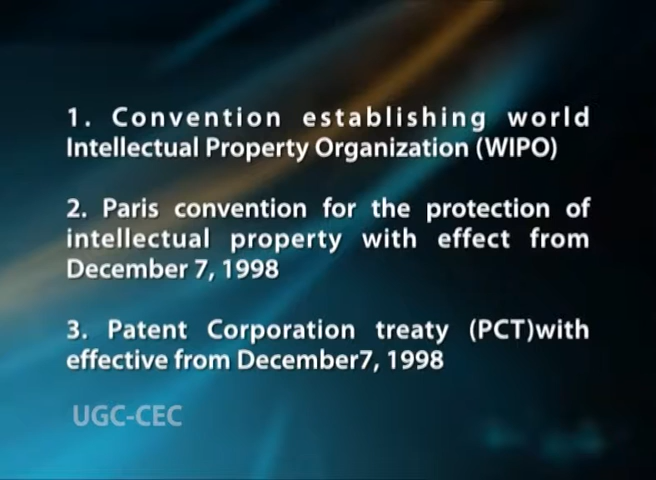 1. Convention establishing world
Intellectual Property Organization (WIPO)
2. Paris convention for the protection of
intellectual property with effect from
December 7, 1998
3. Patent Corporation treaty (PCT)with
effective from December7, 1998
UGC-CEC